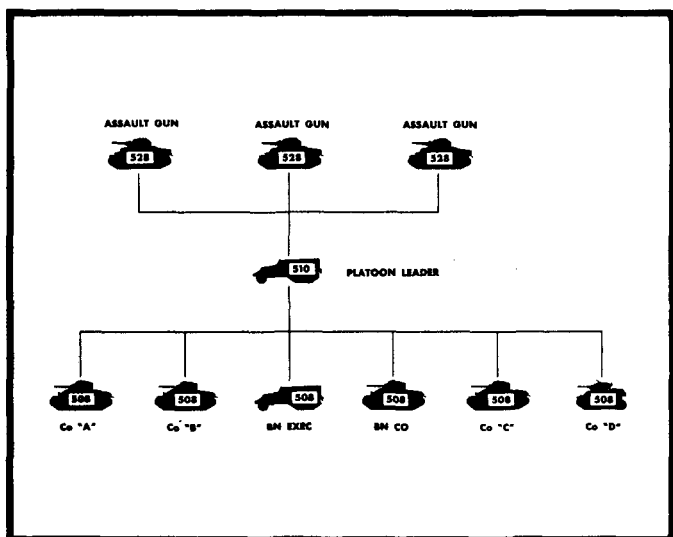 ASSAULT GUN ASSAULT GUN ASSAULT GUN
528 528 528
510 PLATOON LEADER
508 508 508 508 508 508
Co "A" Co "B" BN EXEC BN CO Co "C" Co "D"